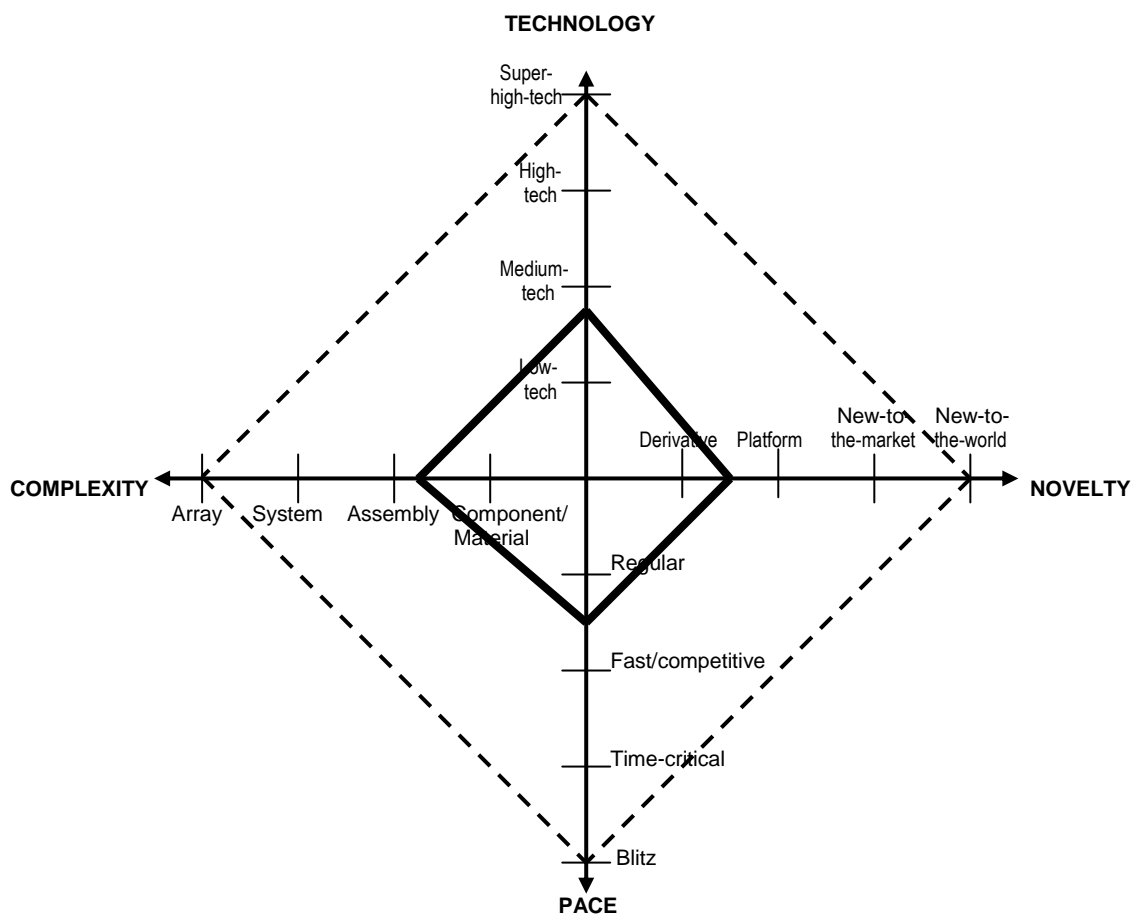 TECHNOLOGY
Super-
high-tech
High-
tech
Medium-
tech
Low-
tech
Derivative
Platform
New-to-
the-market
New-to-
the-world
COMPLEXITY
NOVELTY
Array
System
Assembly
Component/
Material
Regular
Fast/competitive
Time-critical
Blitz
PACE